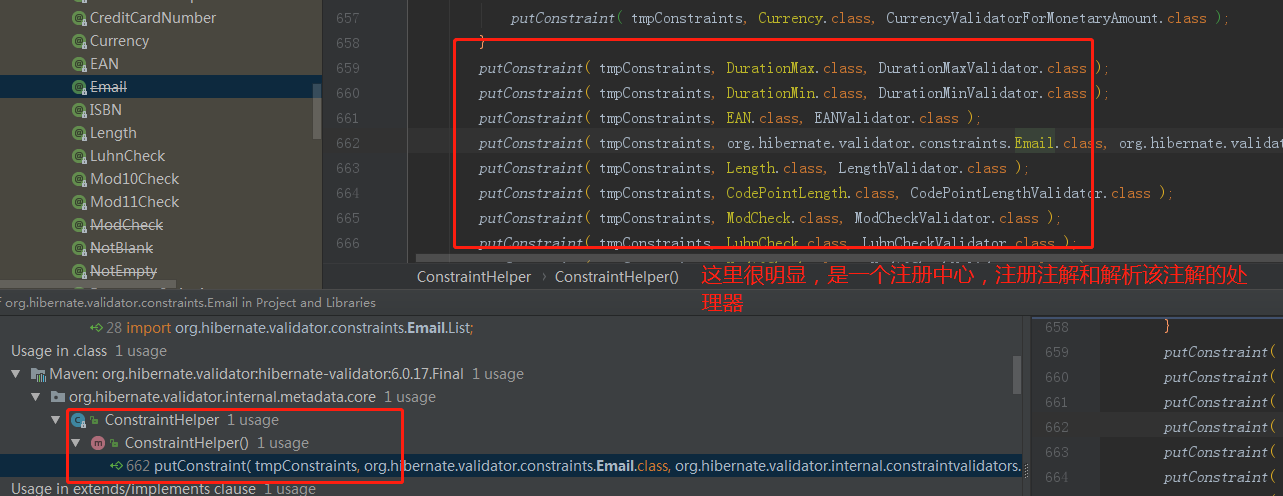 CreditCardNumber
Currency
EAN
Email
ISBN
Length
LuhnCheck
Mod10Check
Mod11Check
ModCheck
NotBlank
NotEmpty
657 putConstraint( tmpConstraints, Currency.class, CurrencyValidatorForMonetaryAmount.class );
658 }
659 putConstraint( tmpConstraints, DurationMax.class, DurationMaxValidator.class );
660 putConstraint( tmpConstraints, DurationMin.class, DurationMinValidator.class );
661 putConstraint( tmpConstraints, EAN.class, EANValidator.class );
662 putConstraint( tmpConstraints, org.hibernate.validator.constraints.Email.class, org.hibernate.valida
663 putConstraint( tmpConstraints, Length.class, LengthValidator.class );
664 putConstraint( tmpConstraints, CodePointLength.class, CodePointLengthValidator.class );
665 putConstraint( tmpConstraints, ModCheck.class, ModCheckValidator.class );
666 putConstraint( tmpConstraints, LuhnCheck.class, LuhnCheckValidator.class );
ConstraintHelper › ConstraintHelper()
这里很明显，是一个注册中心，注册注解和解析该注解的处
理器
org.hibernate.validator.constraints.Email in Project and Libraries
28 import org.hibernate.validator.constraints.Email.List;
Usage in .class 1 usage
Maven: org.hibernate.validator:hibernate-validator:6.0.17.Final 1 usage
org.hibernate.validator.internal.metadata.core 1 usage
ConstraintHelper 1 usage
ConstraintHelper() 1 usage
662 putConstraint( tmpConstraints, org.hibernate.validator.constraints.Email.class, org.hibernate.validator.internal.constraintvalidators.
Usage in extends/implements clause 1 usage
658 }
659 putConstraint(
660 putConstraint(
661 putConstraint(
662 putConstraint(
663 putConstraint(
664 putConstraint(